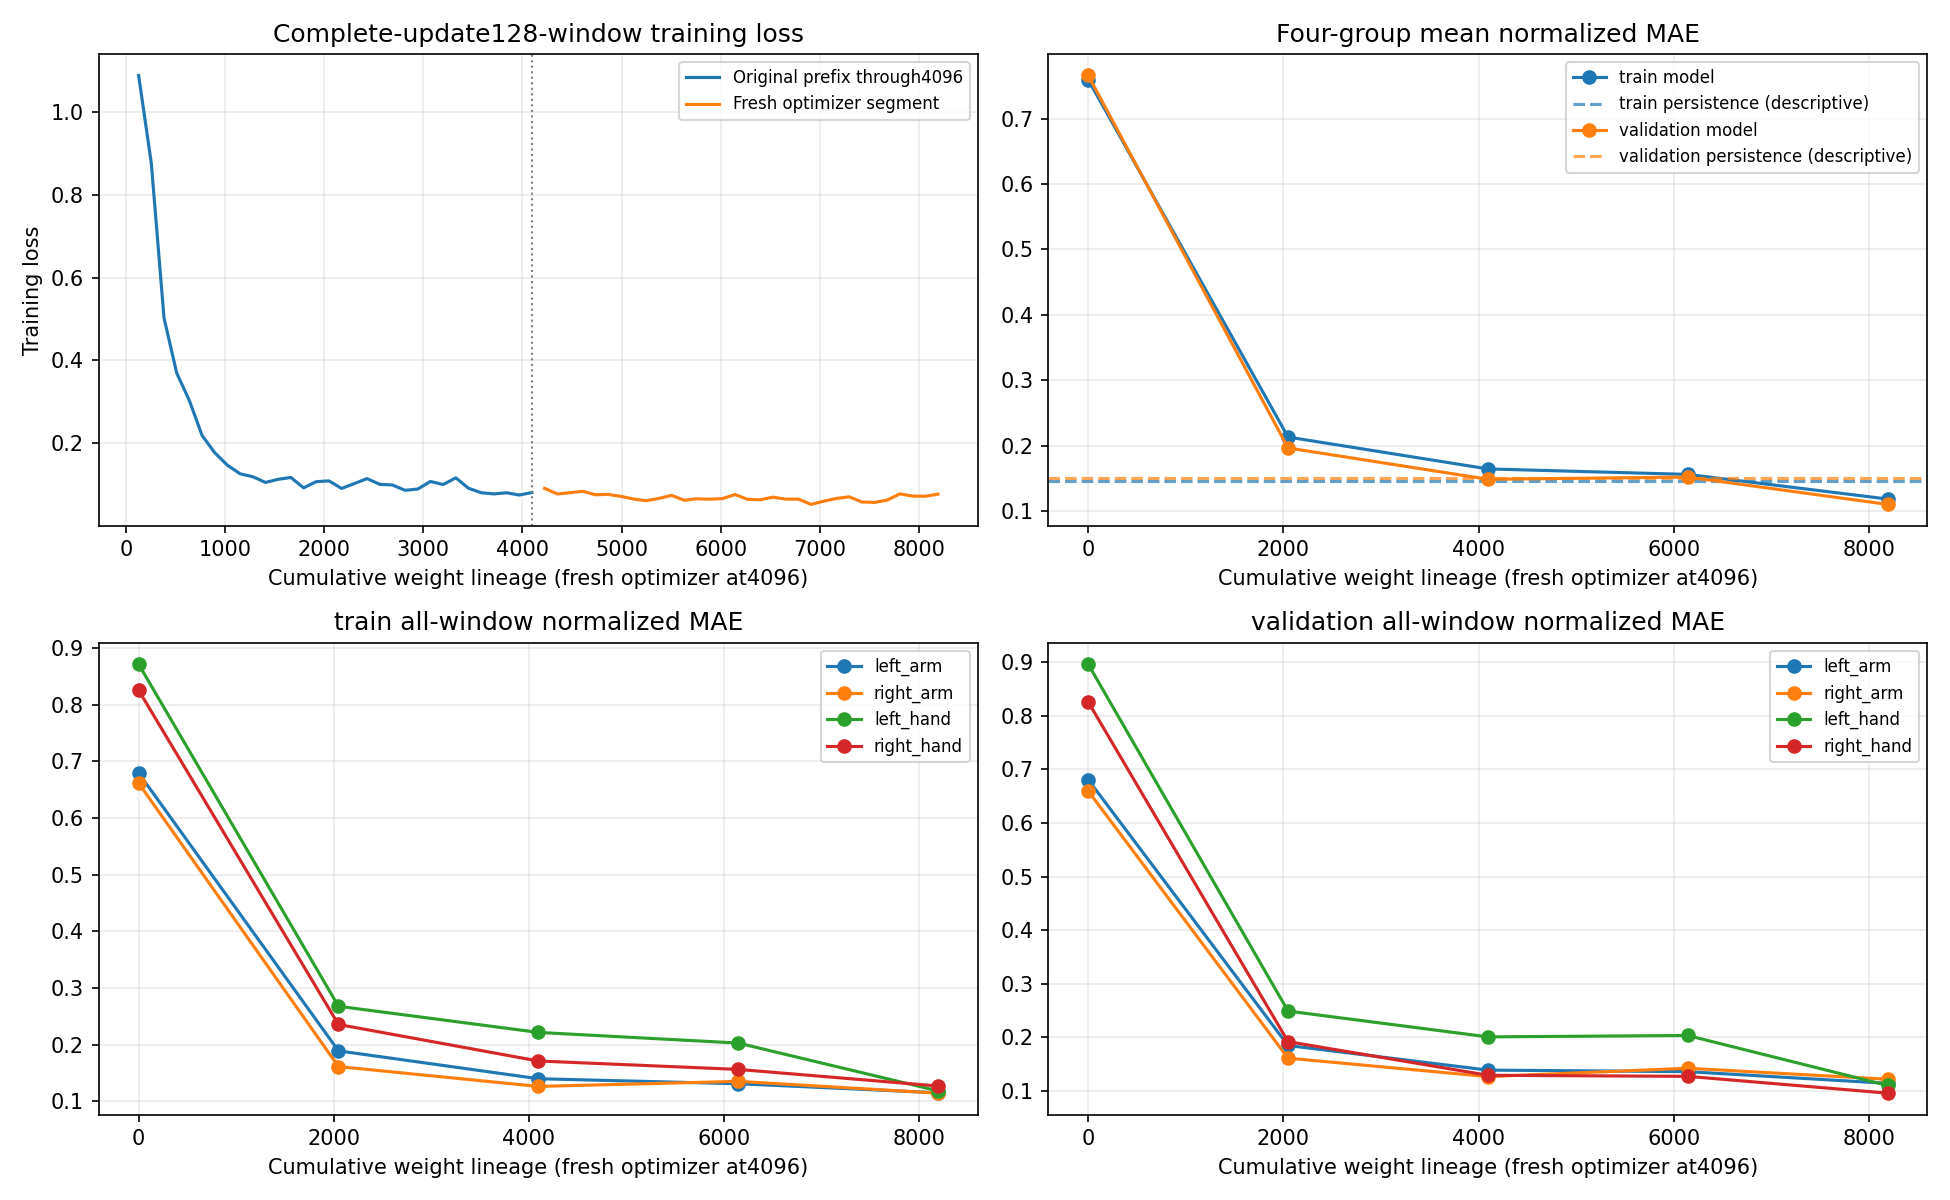 Complete-update128-window training loss
Training loss
1.0
0.8
0.6
0.4
0.2
Original prefix through4096
Fresh optimizer segment
0 1000 2000 3000 4000 5000 6000 7000 8000
Cumulative weight lineage (fresh optimizer at4096)
Four-group mean normalized MAE
0.7
0.6
0.5
0.4
0.3
0.2
0.1
train model
train persistence (descriptive)
validation model
validation persistence (descriptive)
0 2000 4000 6000 8000
Cumulative weight lineage (fresh optimizer at4096)
train all-window normalized MAE
0.9
0.8
0.7
0.6
0.5
0.4
0.3
0.2
0.1
left_arm
right_arm
left_hand
right_hand
0 2000 4000 6000 8000
Cumulative weight lineage (fresh optimizer at4096)
validation all-window normalized MAE
0.9
0.8
0.7
0.6
0.5
0.4
0.3
0.2
0.1
left_arm
right_arm
left_hand
right_hand
0 2000 4000 6000 8000
Cumulative weight lineage (fresh optimizer at4096)